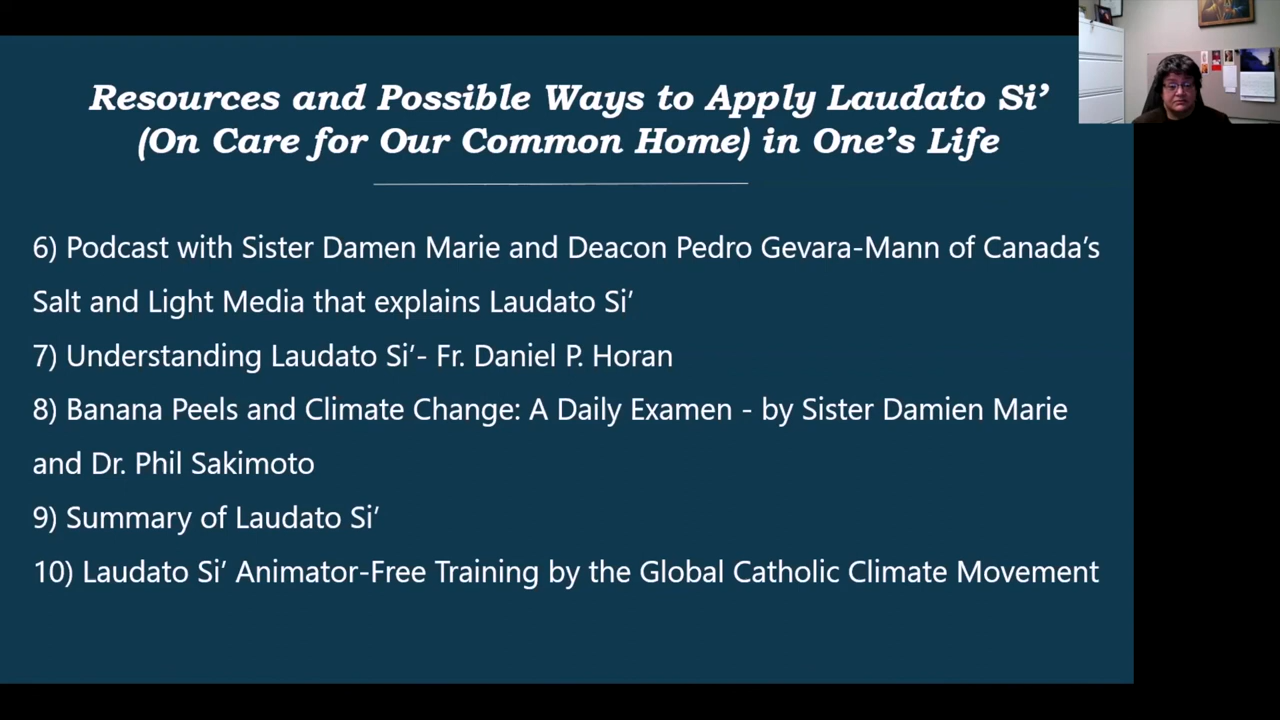 Resources and Possible Ways to Apply Laudato Si’
(On Care for Our Common Home) in One’s Life
6) Podcast with Sister Damen Marie and Deacon Pedro Gevara-Mann of Canada’s
Salt and Light Media that explains Laudato Si’
7) Understanding Laudato Si’- Fr. Daniel P. Horan
8) Banana Peels and Climate Change: A Daily Examen - by Sister Damien Marie
and Dr. Phil Sakimoto
9) Summary of Laudato Si’
10) Laudato Si’ Animator-Free Training by the Global Catholic Climate Movement